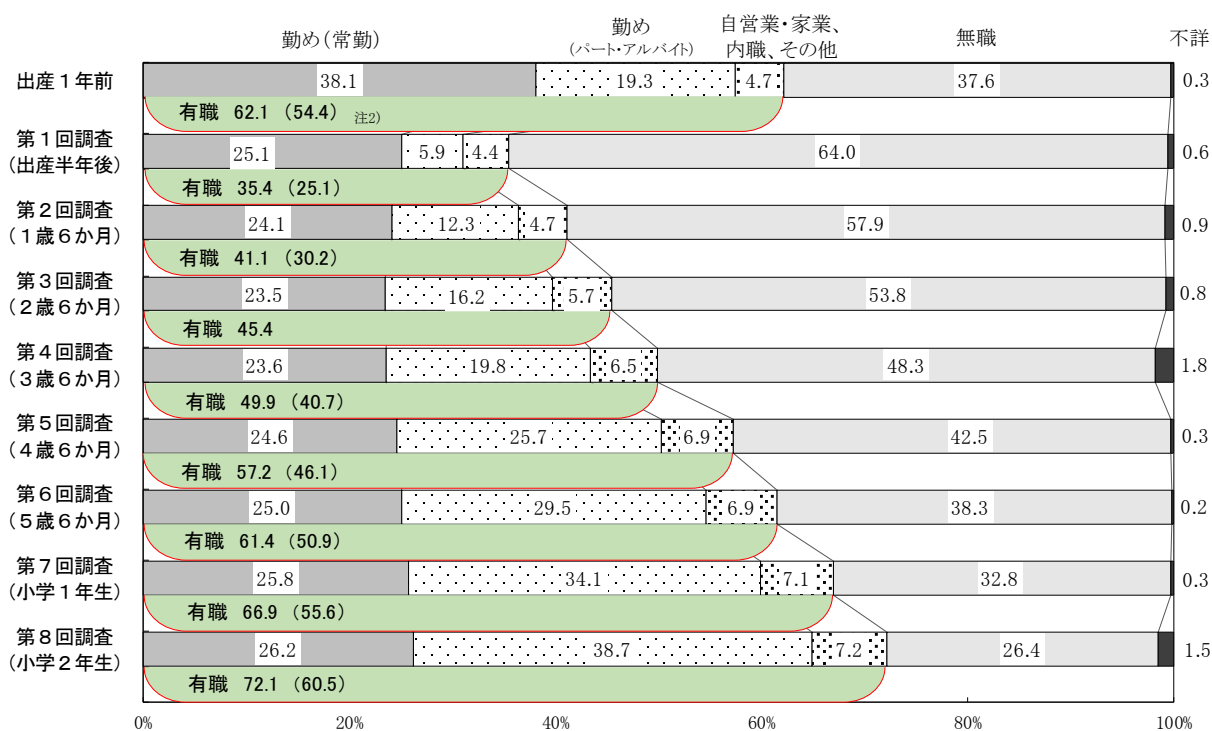 勤め(常勤)
勤め
(パート・アルバイト)
自営業・家業、
内職、その他
無職
不詳
出産1年前
38.1
19.3
4.7
37.6
0.3
有職 62.1 (54.4) 注2)
第1回調査
(出産半年後)
25.1
5.9
4.4
64.0
0.6
有職 35.4 (25.1)
第2回調査
(1歳6か月)
24.1
12.3
4.7
57.9
0.9
有職 41.1 (30.2)
第3回調査
(2歳6か月)
23.5
16.2
5.7
53.8
0.8
有職 45.4
第4回調査
(3歳6か月)
23.6
19.8
6.5
48.3
1.8
有職 49.9 (40.7)
第5回調査
(4歳6か月)
24.6
25.7
6.9
42.5
0.3
有職 57.2 (46.1)
第6回調査
(5歳6か月)
25.0
29.5
6.9
38.3
0.2
有職 61.4 (50.9)
第7回調査
(小学1年生)
25.8
34.1
7.1
32.8
0.3
有職 66.9 (55.6)
第8回調査
(小学2年生)
26.2
38.7
7.2
26.4
1.5
有職 72.1 (60.5)
0%
20%
40%
60%
80%
100%